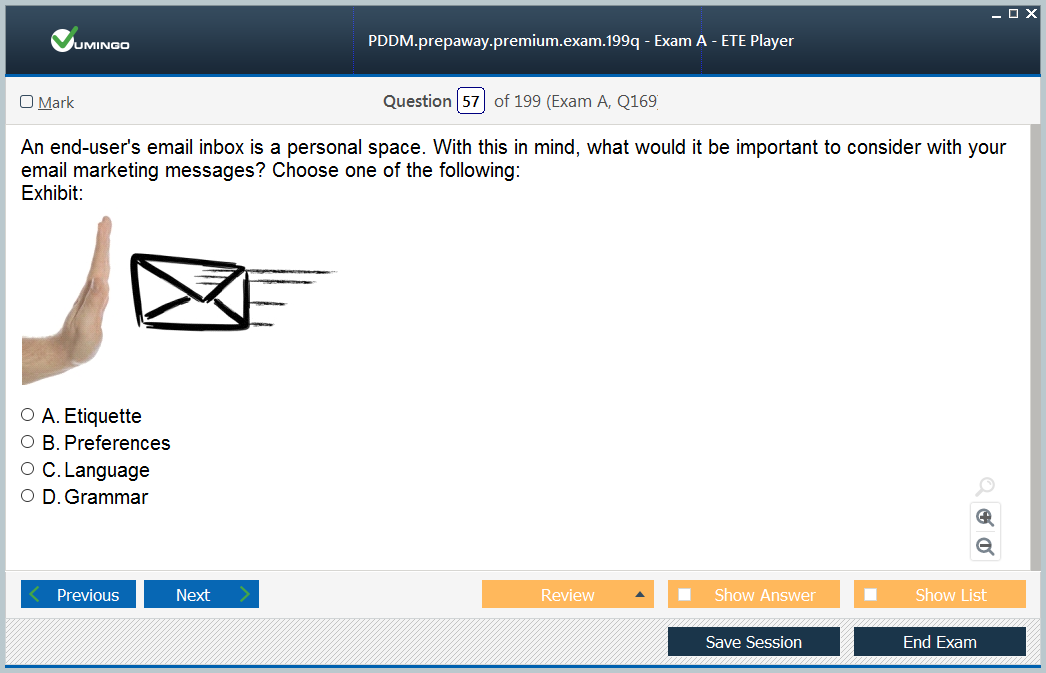 VUMINGO
PDDM.prepaway.premium.exam.199q - Exam A - ETE Player
Mark
Question 57 of 199 (Exam A, Q169
An end-user's email inbox is a personal space. With this in mind, what would it be important to consider with your
email marketing messages? Choose one of the following:
Exhibit:
A. Etiquette
B. Preferences
C. Language
D. Grammar
Previous
Next
Review
Show Answer
Show List
Save Session
End Exam